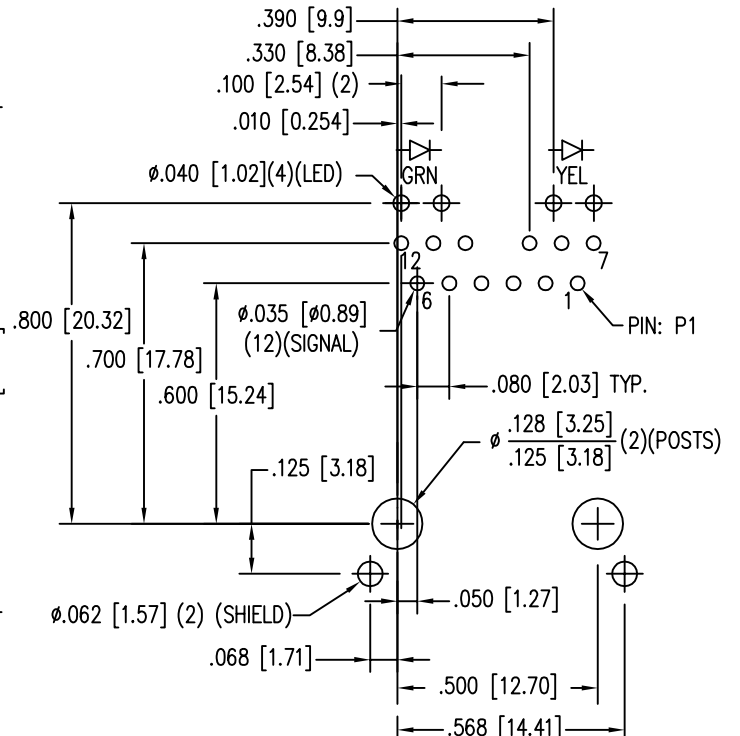 .390 [9.9]
.330 [8.38]
.100 [2.54] (2)
.010 [0.254]
ø.040 [1.02](4)(LED)
GRN
YEL
12
7
6
1
.800 [20.32]
ø.035 [ø0.89]
(12)(SIGNAL)
PIN: P1
.700 [17.78]
.600 [15.24]
.080 [2.03] TYP.
ø .128 [3.25]
.125 [3.18] (2)(POSTS)
.125 [3.18]
ø.062 [1.57] (2) (SHIELD)
.050 [1.27]
.068 [1.71]
.500 [12.70]
.568 [14.41]